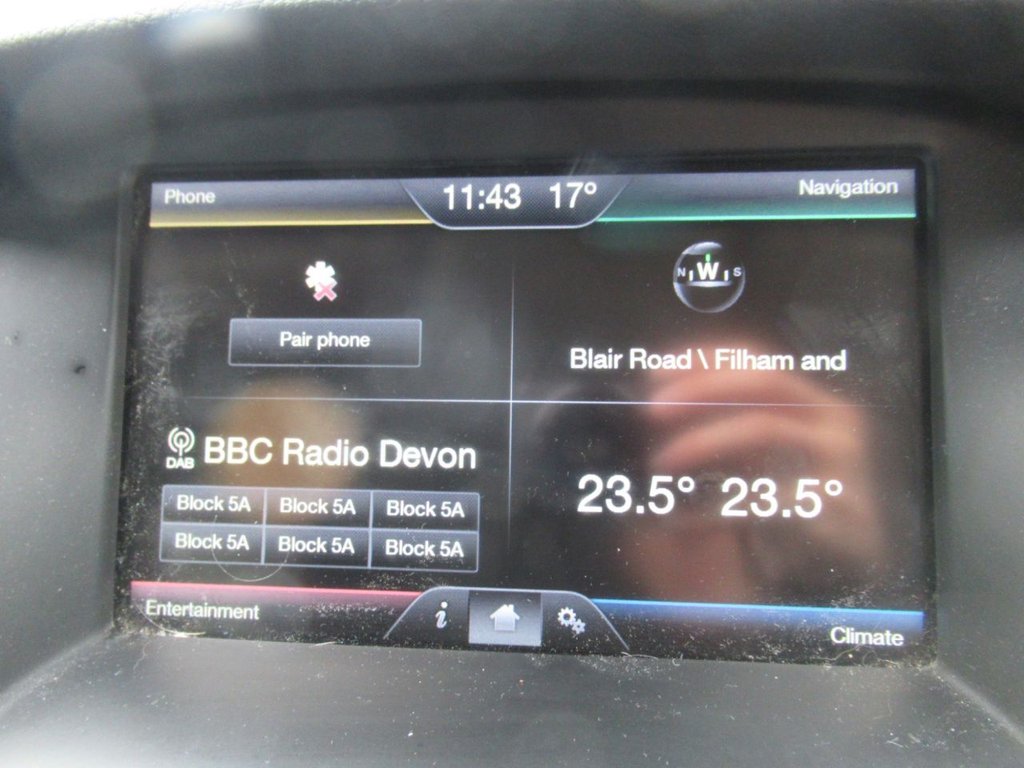 Phone
11:43 17°
Navigation
N W S
Pair phone
Blair Road \ Filham and
DAB
BBC Radio Devon
Block 5A Block 5A Block 5A
Block 5A Block 5A Block 5A
23.5° 23.5°
Entertainment
i
Climate